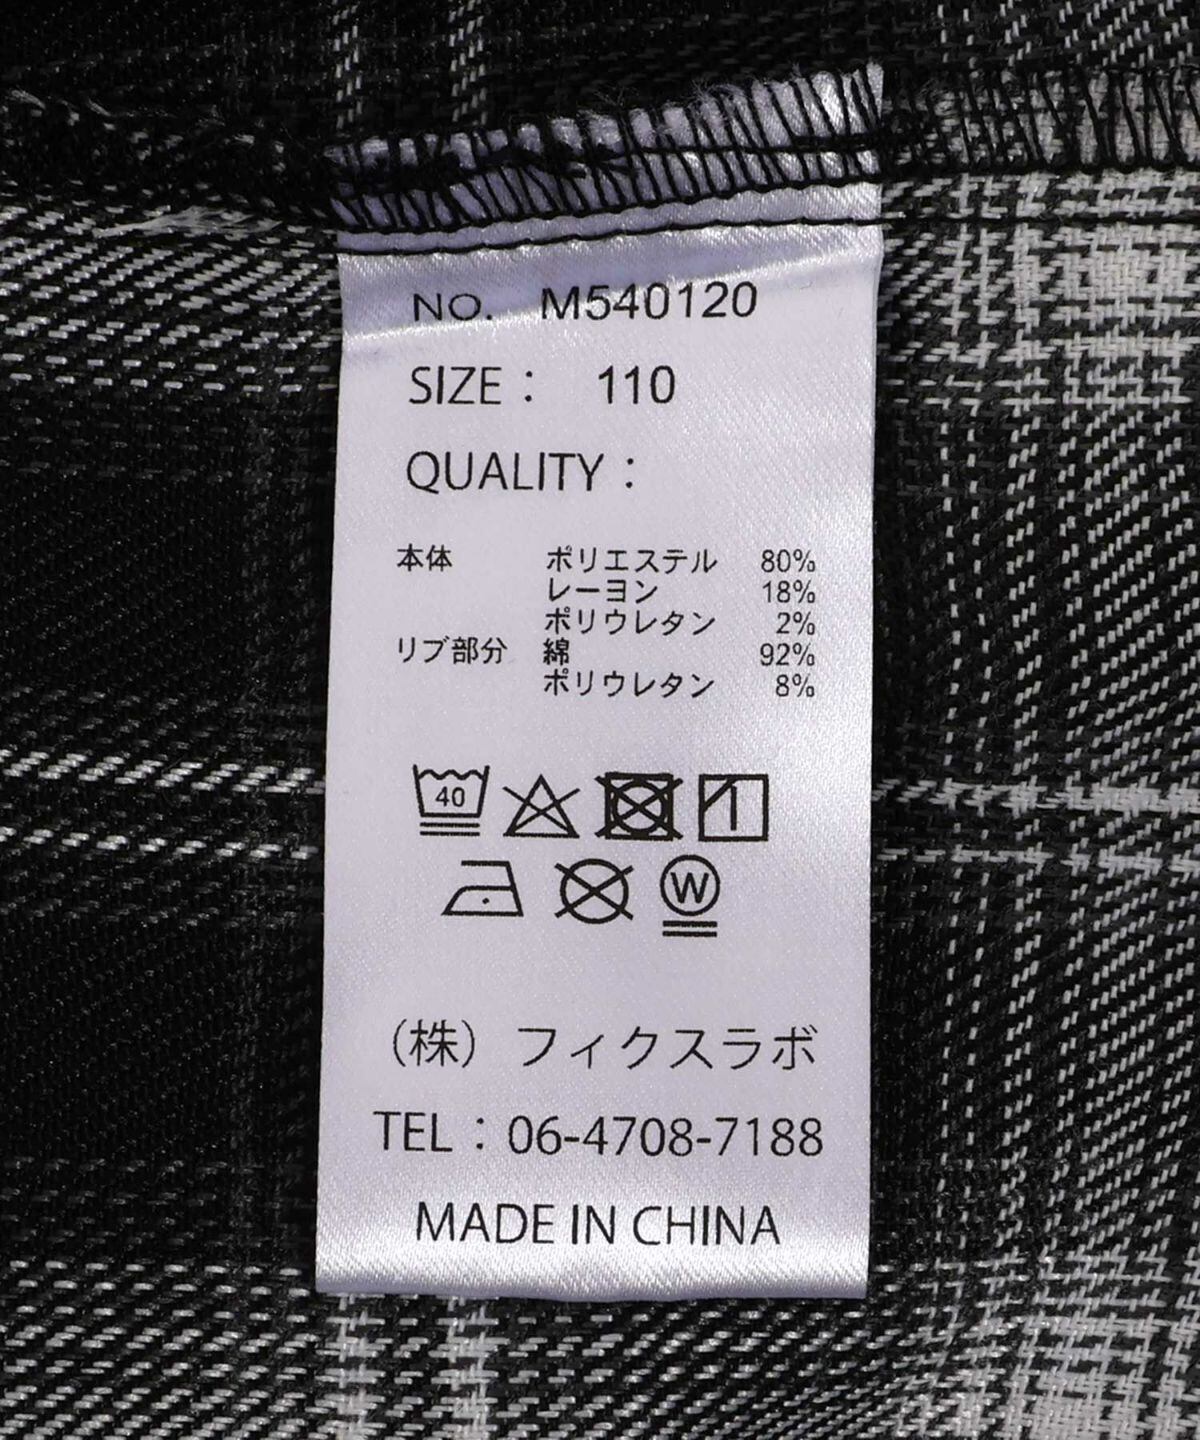 NO. M540120
SIZE： 110
QUALITY：
本体 ポリエステル 80%
レーヨン 18%
ポリウレタン 2%
リブ部分 綿 92%
ポリウレタン 8%
40
W
（株）フィクスラボ
TEL：06-4708-7188
MADE IN CHINA